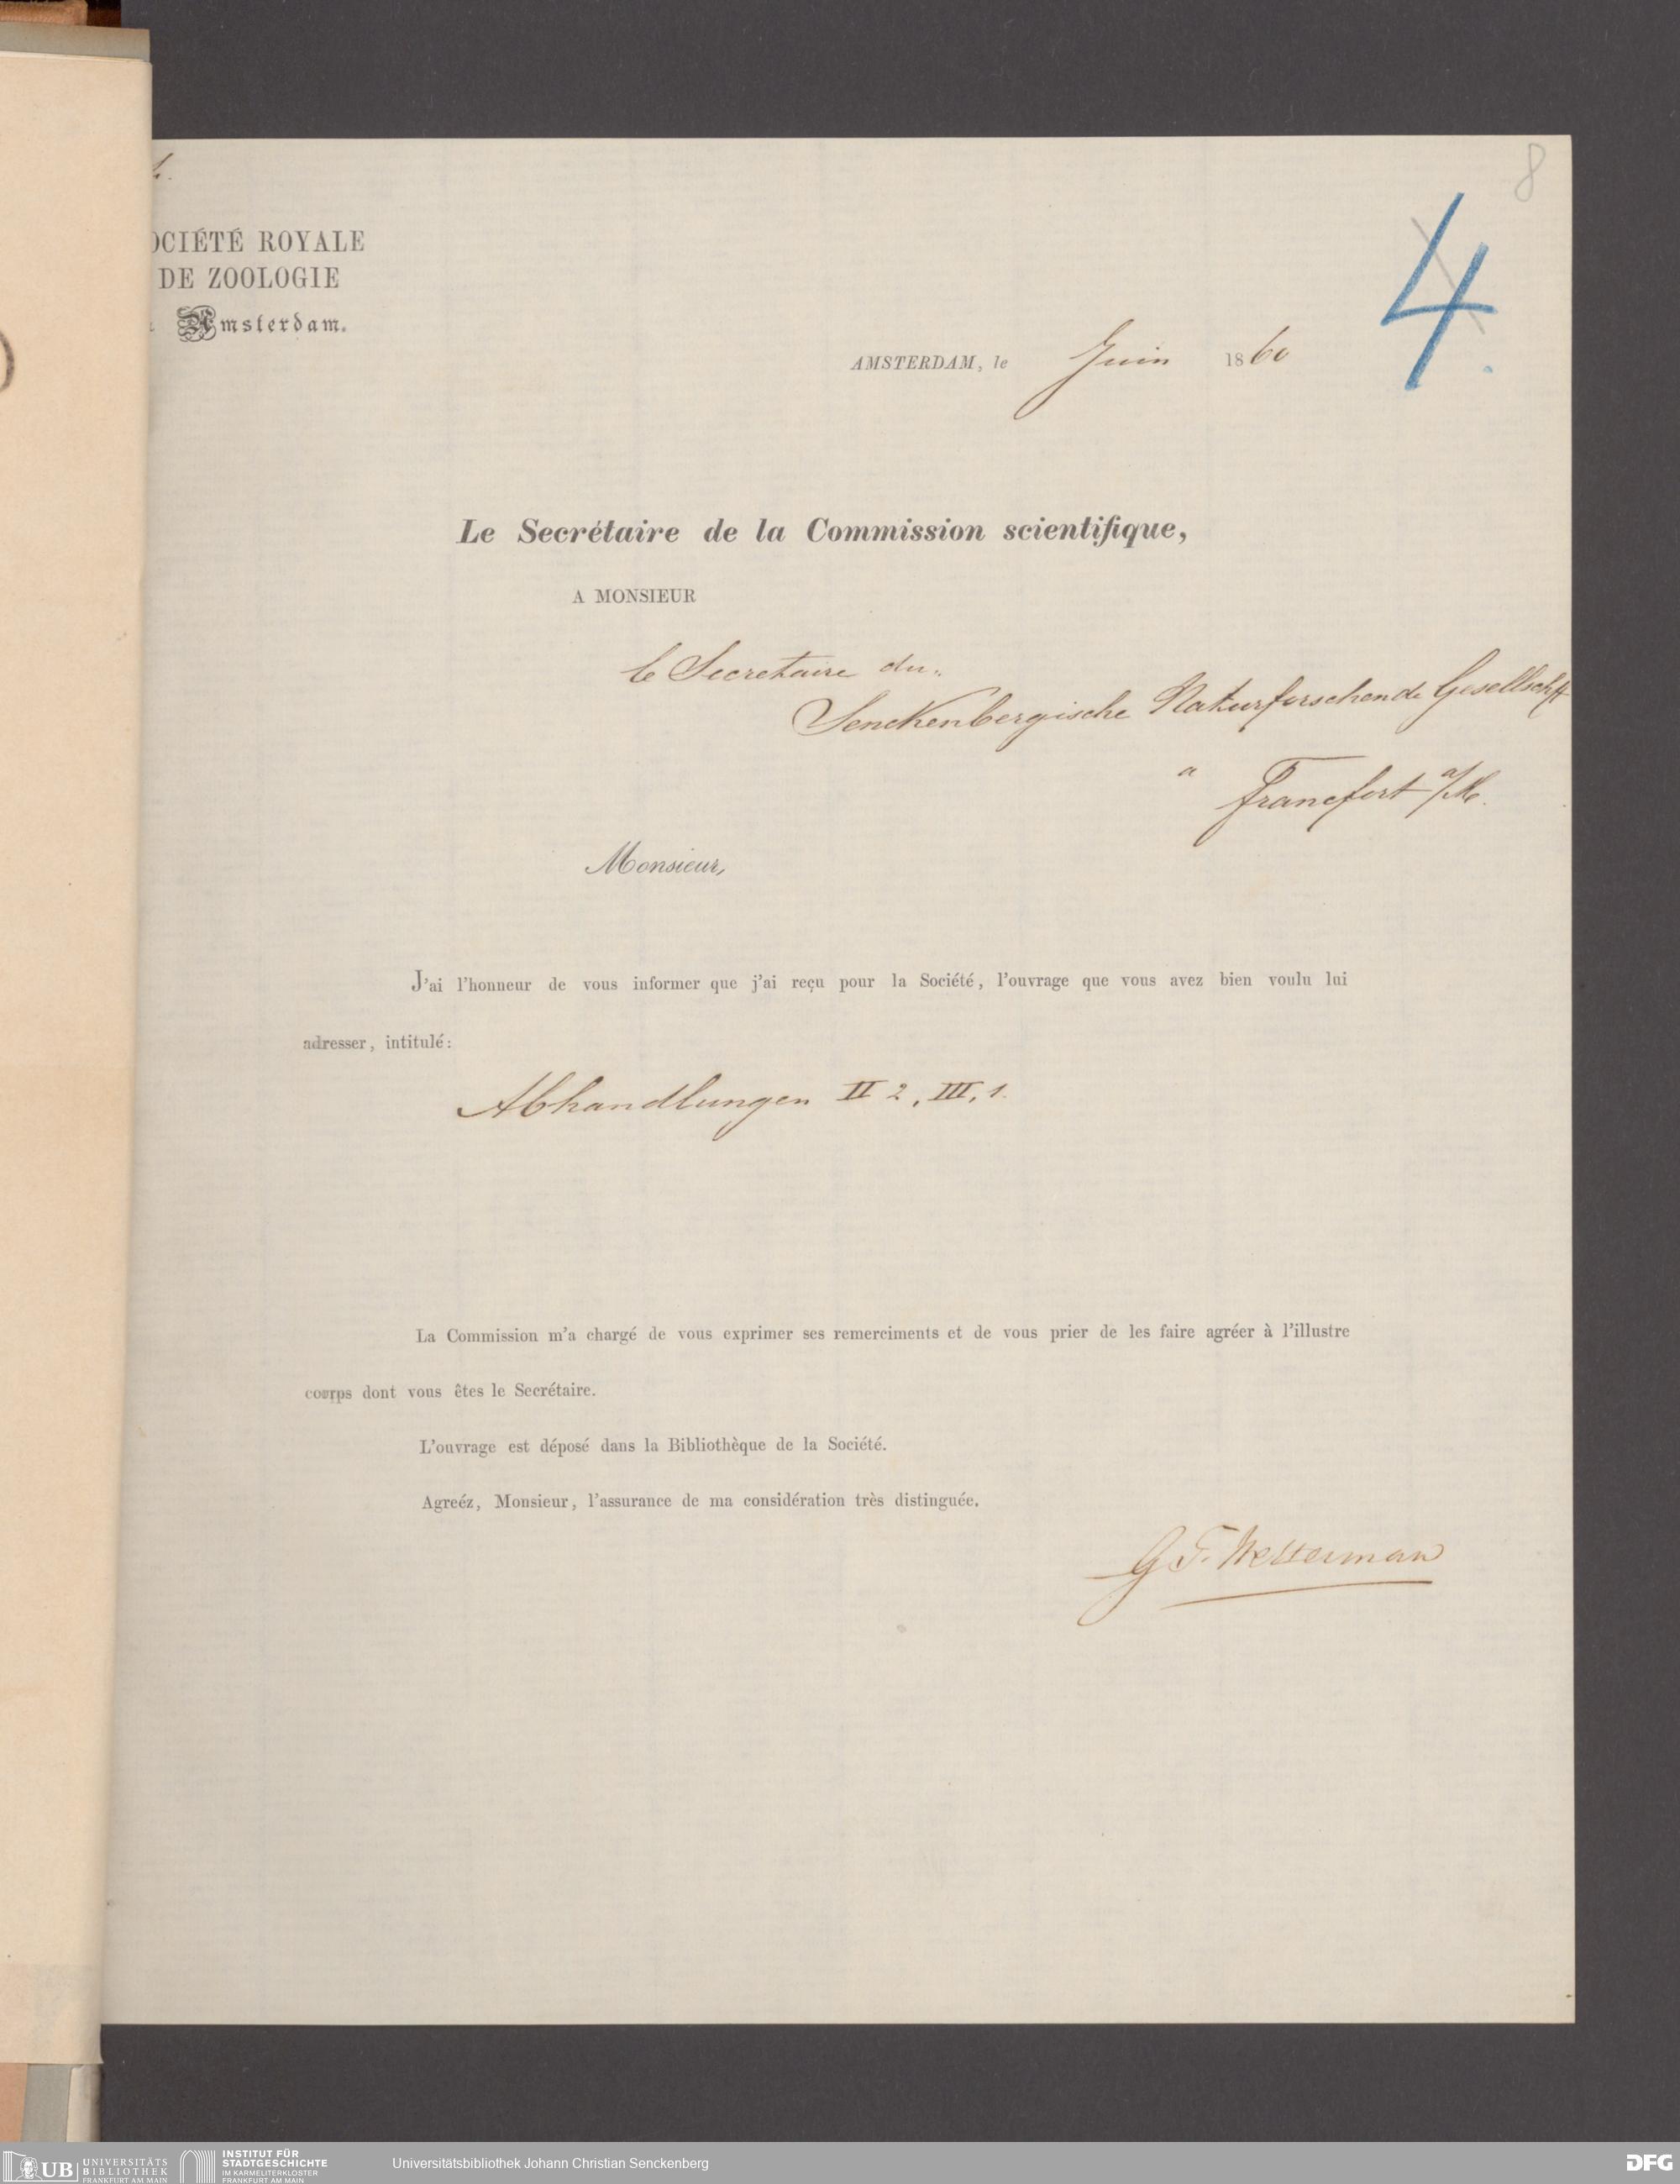 8
4.
OCIÉTÉ ROYALE
DE ZOOLOGIE
Amsterdam.
AMSTERDAM, le Juin 1860
Le Secrétaire de la Commission scientifique,
A MONSIEUR
le Secretaire du
Senckenbergische Naturforschende Gesellschft
a Francfort a/M.
Monsieur,
J'ai l'honneur de vous informer que j'ai reçu pour la Société, l'ouvrage que vous avez bien voulu lui
adresser, intitulé:
Abhandlungen II 2, III, 1.
La Commission m'a chargé de vous exprimer ses remerciments et de vous prier de les faire agréer à l'illustre
corps dont vous êtes le Secrétaire.
L'ouvrage est déposé dans la Bibliothèque de la Société.
Agreéz, Monsieur, l'assurance de ma considération très distinguée.
G F. Westerman
UB UNIVERSITÄTS
BIBLIOTHEK
FRANKFURT AM MAIN
INSTITUT FÜR
STADTGESCHICHTE
IM KARMELITERKLOSTER
FRANKFURT AM MAIN
Universitätsbibliothek Johann Christian Senckenberg
DFG